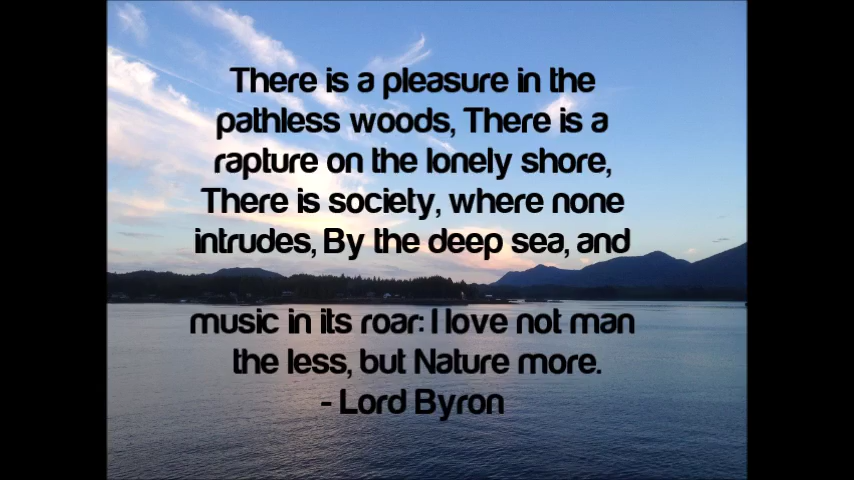 There is a pleasure in the
pathless woods, There is a
rapture on the lonely shore,
There is society, where none
intrudes, By the deep sea, and
music in its roar: I love not man
the less, but Nature more.
- Lord Byron